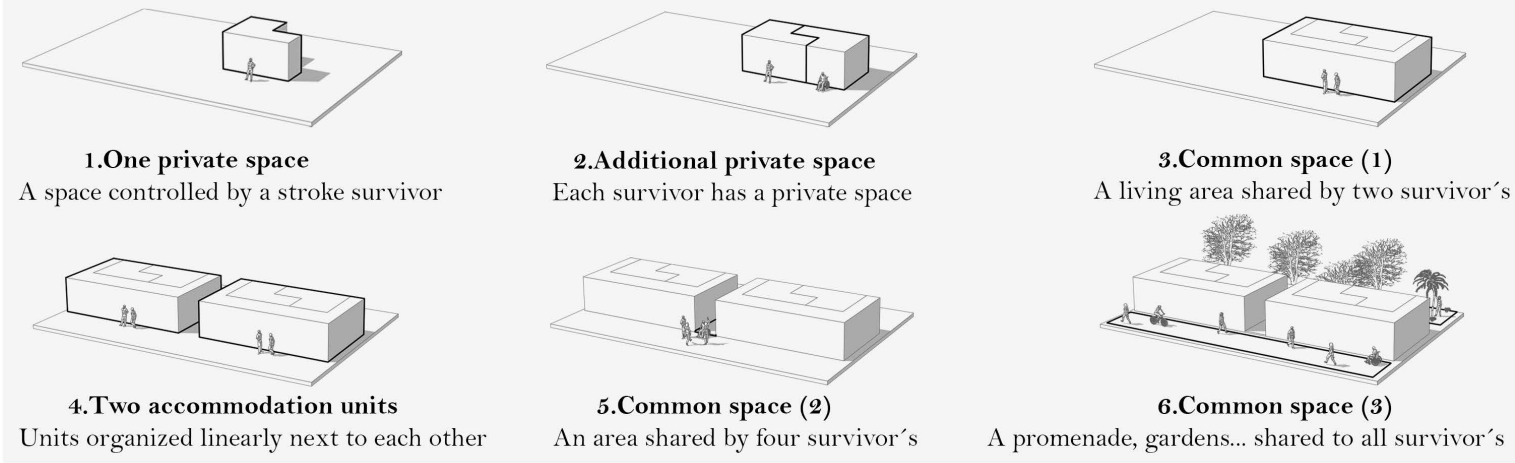 1.One private space
A space controlled by a stroke survivor
2.Additional private space
Each survivor has a private space
3.Common space (1)
A living area shared by two survivor´s
4.Two accommodation units
Units organized linearly next to each other
5.Common space (2)
An area shared by four survivor´s
6.Common space (3)
A promenade, gardens... shared to all survivor´s